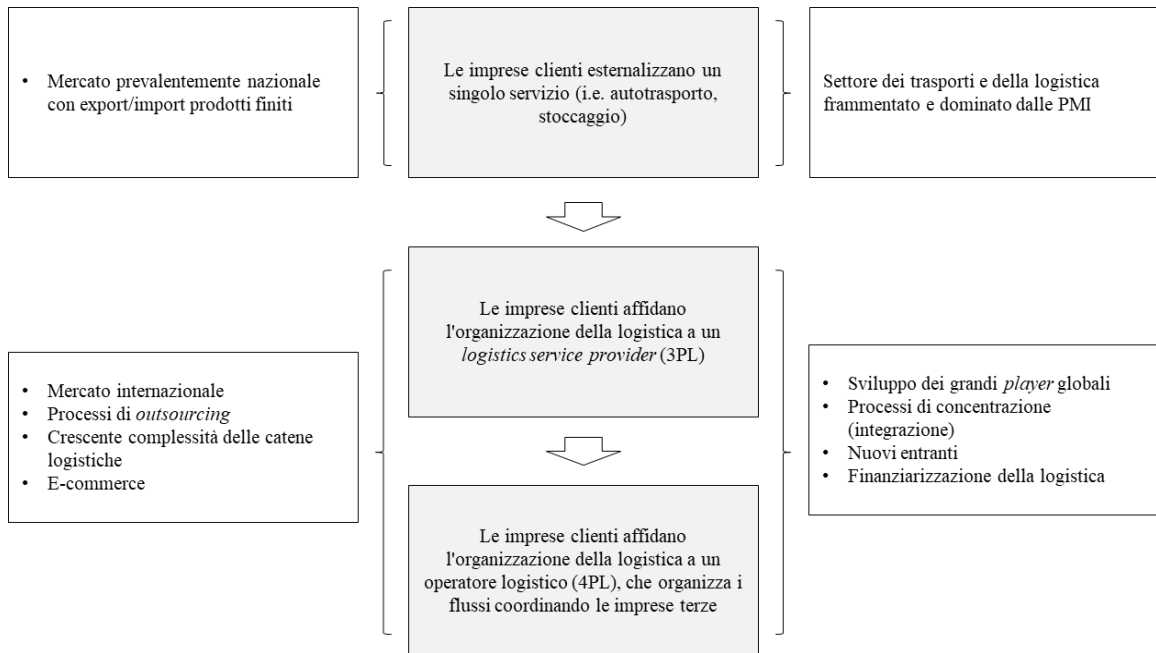 • Mercato prevalentemente nazionale
con export/import prodotti finiti
Le imprese clienti esternalizzano un
singolo servizio (i.e. autotrasporto,
stoccaggio)
Settore dei trasporti e della logistica
frammentato e dominato dalle PMI
Le imprese clienti affidano
l'organizzazione della logistica a un
logistics service provider (3PL)
• Mercato internazionale
• Processi di outsourcing
• Crescente complessità delle catene
logistiche
• E-commerce
• Sviluppo dei grandi player globali
• Processi di concentrazione
(integrazione)
• Nuovi entranti
• Finanziarizzazione della logistica
Le imprese clienti affidano
l'organizzazione della logistica a un
operatore logistico (4PL), che organizza i
flussi coordinando le imprese terze